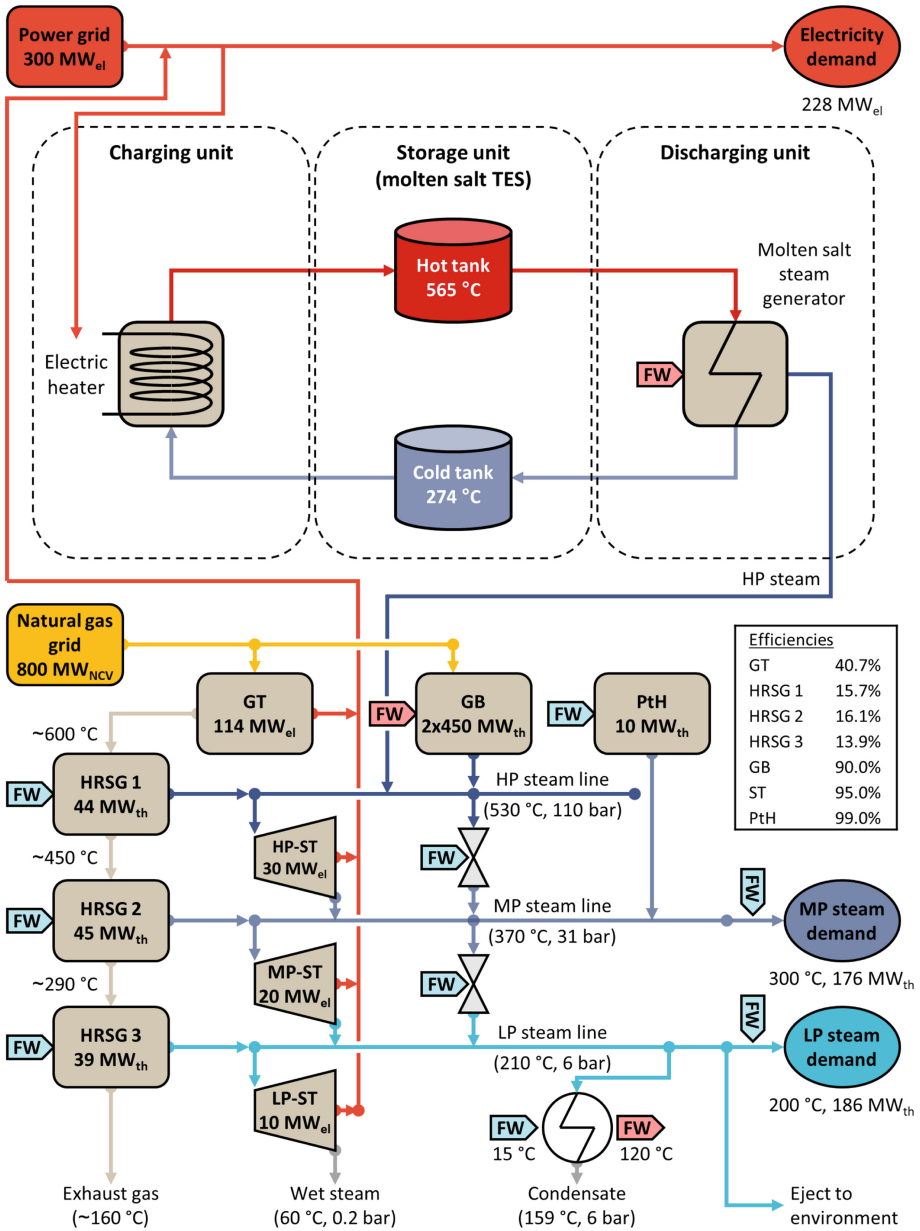 Power grid
300 MWel
Electricity
demand
228 MWel
Charging unit
Storage unit
(molten salt TES)
Discharging unit
Hot tank
565 °C
Molten salt
steam
generator
Electric
heater
FW
Cold tank
274 °C
HP steam
Natural gas
grid
800 MWNCV
Efficiencies
GT 40.7%
HRSG 1 15.7%
HRSG 2 16.1%
HRSG 3 13.9%
GB 90.0%
ST 95.0%
PtH 99.0%
GT
114 MWel
FW
GB
2x450 MWth
FW
PtH
10 MWth
~600 °C
FW
HRSG 1
44 MWth
HP steam line
(530 °C, 110 bar)
HP-ST
30 MWel
FW
~450 °C
FW
HRSG 2
45 MWth
MP steam line
(370 °C, 31 bar)
FW
MP steam
demand
300 °C, 176 MWth
MP-ST
20 MWel
FW
~290 °C
FW
HRSG 3
39 MWth
LP steam line
(210 °C, 6 bar)
FW
LP steam
demand
200 °C, 186 MWth
LP-ST
10 MWel
FW
15 °C
FW
120 °C
Exhaust gas
(~160 °C)
Wet steam
(60 °C, 0.2 bar)
Condensate
(159 °C, 6 bar)
Eject to
environment